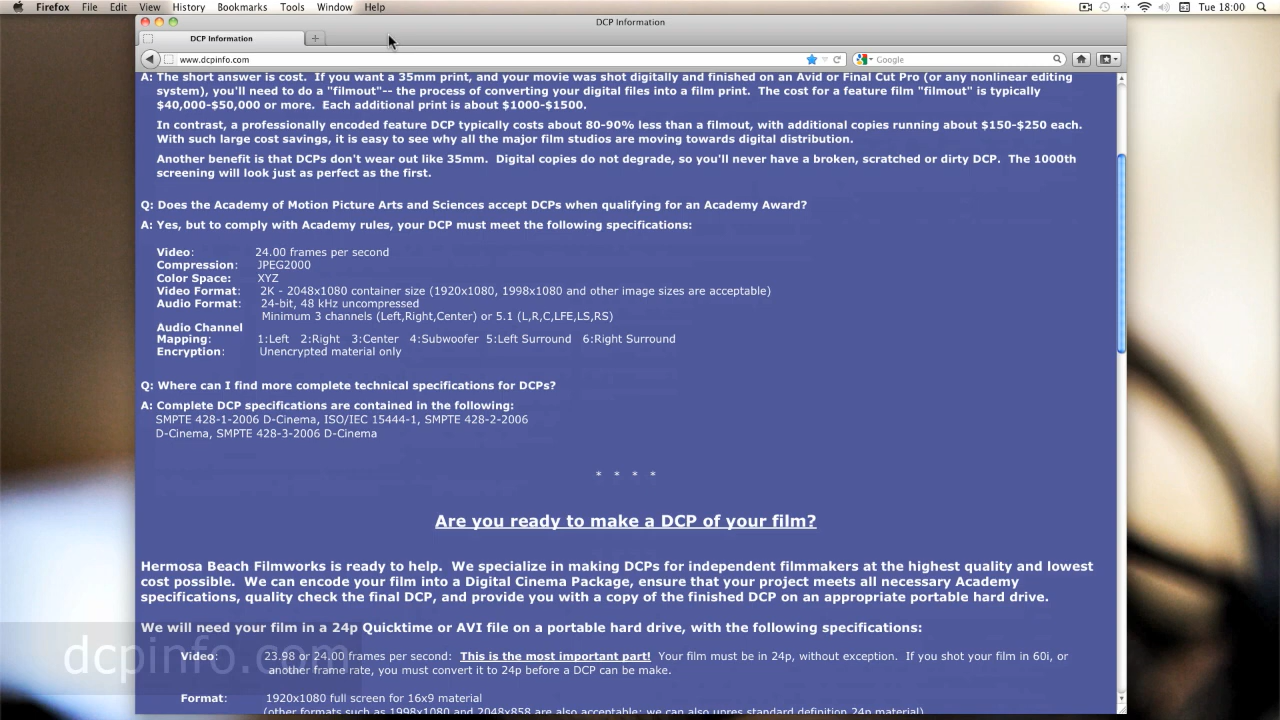 Firefox File Edit View History Bookmarks Tools Window Help Tue 18:00
DCP Information
DCP Information
www.dcpinfo.com Google
A: The short answer is cost. If you want a 35mm print, and your movie was shot digitally and finished on an Avid or Final Cut Pro (or any nonlinear editing
system), you'll need to do a "filmout"-- the process of converting your digital files into a film print. The cost for a feature film "filmout" is typically
$40,000-$50,000 or more. Each additional print is about $1000-$1500.
In contrast, a professionally encoded feature DCP typically costs about 80-90% less than a filmout, with additional copies running about $150-$250 each.
With such large cost savings, it is easy to see why all the major film studios are moving towards digital distribution.
Another benefit is that DCPs don't wear out like 35mm. Digital copies do not degrade, so you'll never have a broken, scratched or dirty DCP. The 1000th
screening will look just as perfect as the first.
Q: Does the Academy of Motion Picture Arts and Sciences accept DCPs when qualifying for an Academy Award?
A: Yes, but to comply with Academy rules, your DCP must meet the following specifications:
Video: 24.00 frames per second
Compression: JPEG2000
Color Space: XYZ
Video Format: 2K - 2048x1080 container size (1920x1080, 1998x1080 and other image sizes are acceptable)
Audio Format: 24-bit, 48 kHz uncompressed
Minimum 3 channels (Left,Right,Center) or 5.1 (L,R,C,LFE,LS,RS)
Audio Channel
Mapping: 1:Left 2:Right 3:Center 4:Subwoofer 5:Left Surround 6:Right Surround
Encryption: Unencrypted material only
Q: Where can I find more complete technical specifications for DCPs?
A: Complete DCP specifications are contained in the following:
SMPTE 428-1-2006 D-Cinema, ISO/IEC 15444-1, SMPTE 428-2-2006
D-Cinema, SMPTE 428-3-2006 D-Cinema
* * * *
Are you ready to make a DCP of your film?
Hermosa Beach Filmworks is ready to help. We specialize in making DCPs for independent filmmakers at the highest quality and lowest
cost possible. We can encode your film into a Digital Cinema Package, ensure that your project meets all necessary Academy
specifications, quality check the final DCP, and provide you with a copy of the finished DCP on an appropriate portable hard drive.
We will need your film in a 24p Quicktime or AVI file on a portable hard drive, with the following specifications:
Video: 23.98 or 24.00 frames per second: This is the most important part! Your film must be in 24p, without exception. If you shot your film in 60i, or
another frame rate, you must convert it to 24p before a DCP can be made.
dcpinfo.com
Format: 1920x1080 full screen for 16x9 material
(other formats such as 1998x1080 and 2048x858 are also acceptable; we can also upres standard definition 24p material)